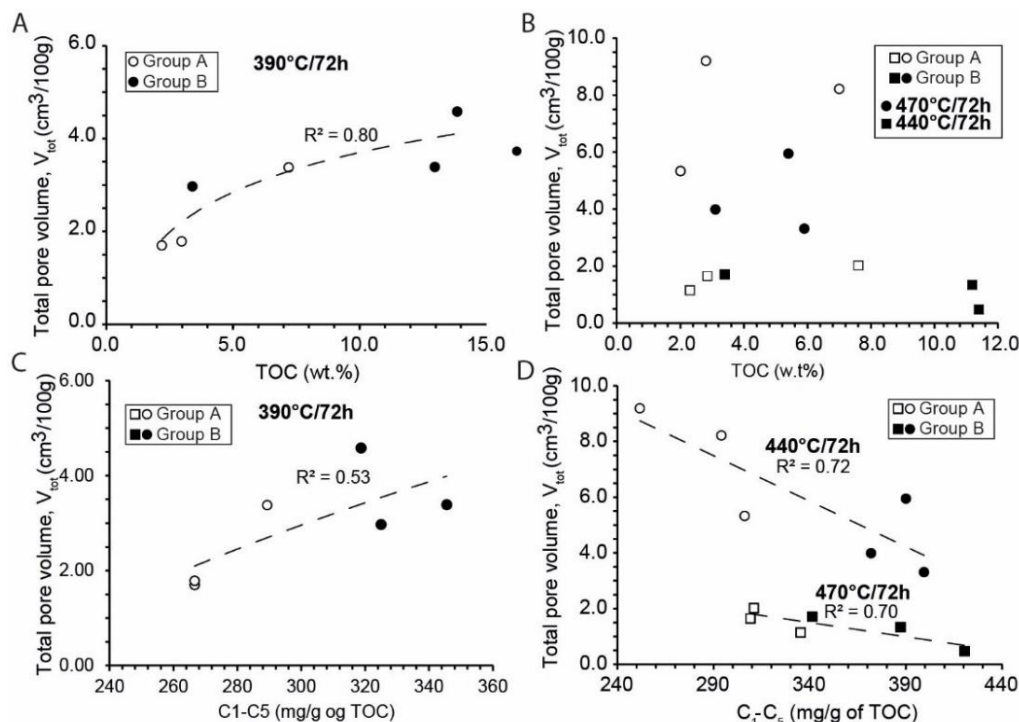 A
Total pore volume, Vtot (cm3/100g)
6.0
4.0
2.0
0.0
0.0
5.0
10.0
15.0
TOC (wt.%)
Group A
Group B
390°C/72h
R² = 0.80
B
Total pore volume, Vtot (cm3/100g)
10.0
8.0
6.0
4.0
2.0
0.0
0.0
2.0
4.0
6.0
8.0
10.0
12.0
TOC (w.t%)
Group A
Group B
470°C/72h
440°C/72h
C
Total pore volume, Vtot (cm3/100g)
6.00
4.00
2.00
0.00
240
260
280
300
320
340
360
C1-C5 (mg/g og TOC)
Group A
Group B
390°C/72h
R² = 0.53
D
Total pore volume, Vtot (cm3/100g)
10.0
8.0
6.0
4.0
2.0
0.0
240
290
340
390
440
C1-C5 (mg/g of TOC)
Group A
Group B
440°C/72h
R² = 0.72
470°C/72h
R² = 0.70